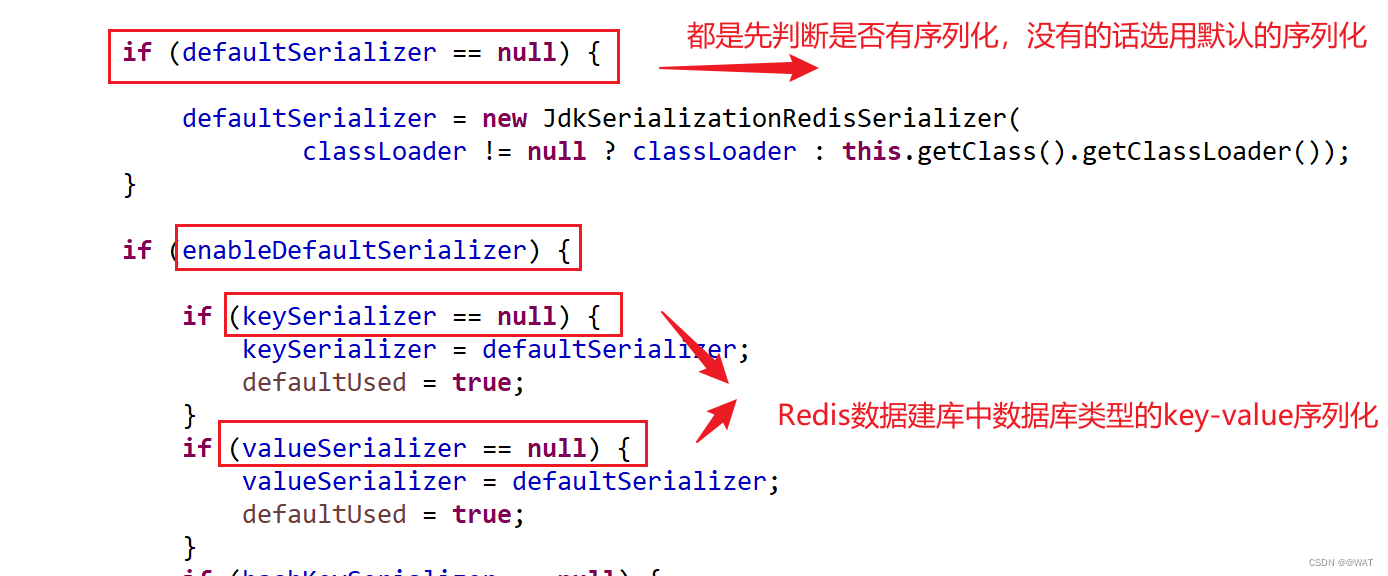 if (defaultSerializer == null) {
都是先判断是否有序列化，没有的话选用默认的序列化
defaultSerializer = new JdkSerializationRedisSerializer(
classLoader != null ? classLoader : this.getClass().getClassLoader());
}
if (enableDefaultSerializer) {
if (keySerializer == null) {
keySerializer = defaultSerializer;
defaultUsed = true;
}
Redis数据建库中数据库类型的key-value序列化
if (valueSerializer == null) {
valueSerializer = defaultSerializer;
defaultUsed = true;
}
if (hashKeySerializer == null) {
CSDN @@WAT